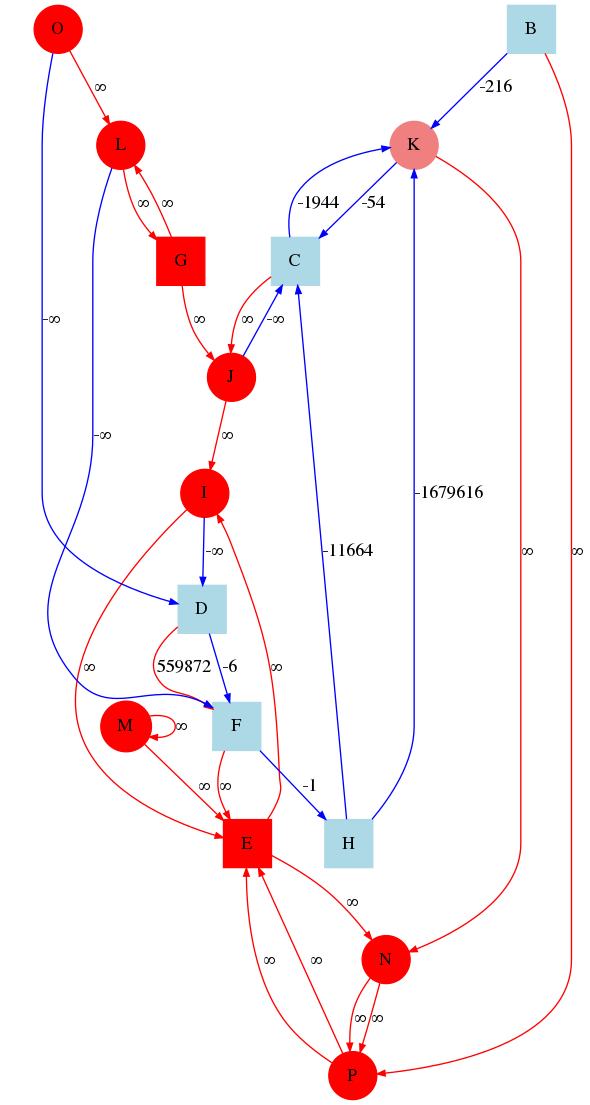 O B
∞ -216
L K
∞ ∞ -1944 -54
G C
-∞ ∞ ∞ -∞
J
-∞ ∞
I -1679616
-∞ -11664 ∞ ∞
D
∞ 559872 -6 ∞
M ∞ F
∞ ∞ -1
E H
∞
N
∞ ∞
∞ ∞
P